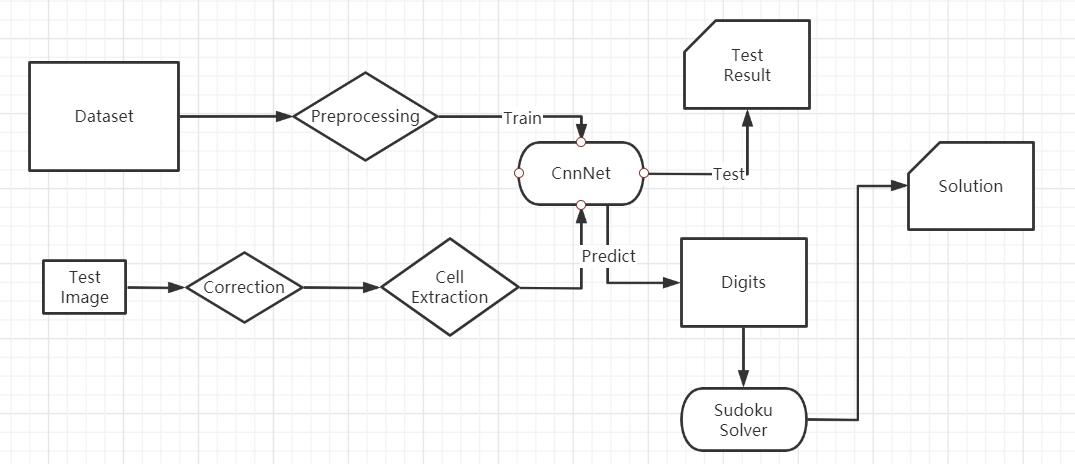 Test
Result
Dataset
Preprocessing
Train
CnnNet
Test
Solution
Predict
Test
Image
Correction
Cell
Extraction
Digits
Sudoku
Solver